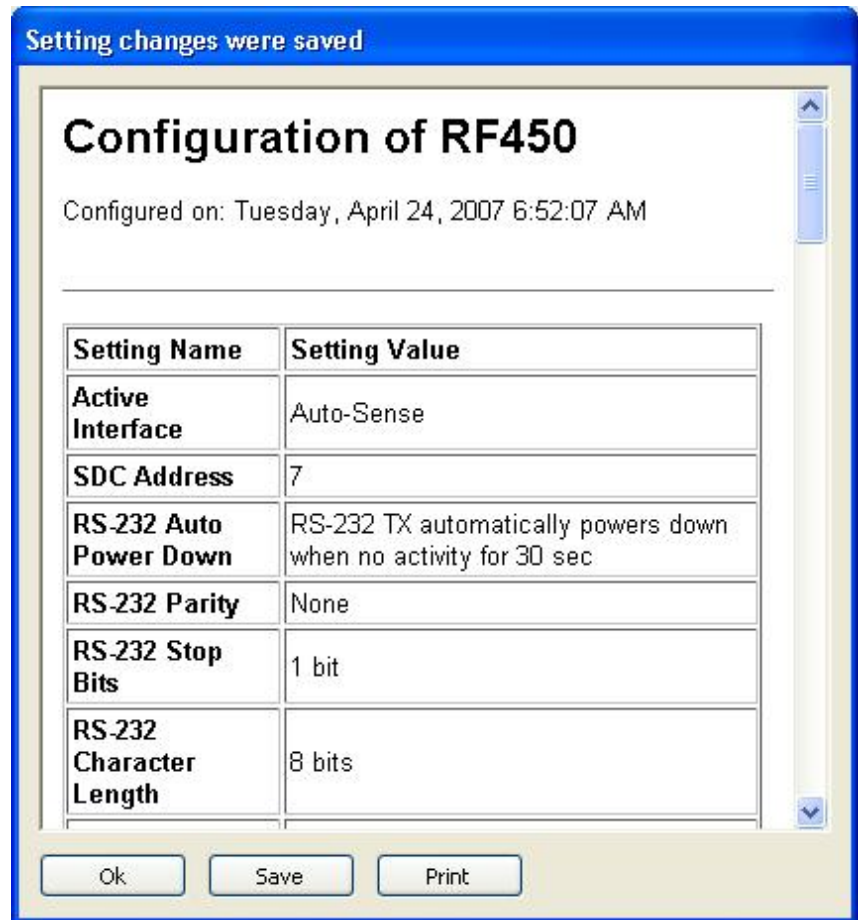 Setting changes were saved
Configuration of RF450
Configured on: Tuesday, April 24, 2007 6:52:07 AM
Setting Name
Setting Value
Active
Interface
Auto-Sense
SDC Address
7
RS-232 Auto
Power Down
RS-232 TX automatically powers down
when no activity for 30 sec
RS-232 Parity
None
RS-232 Stop
Bits
1 bit
RS-232
Character
Length
8 bits
Ok
Save
Print